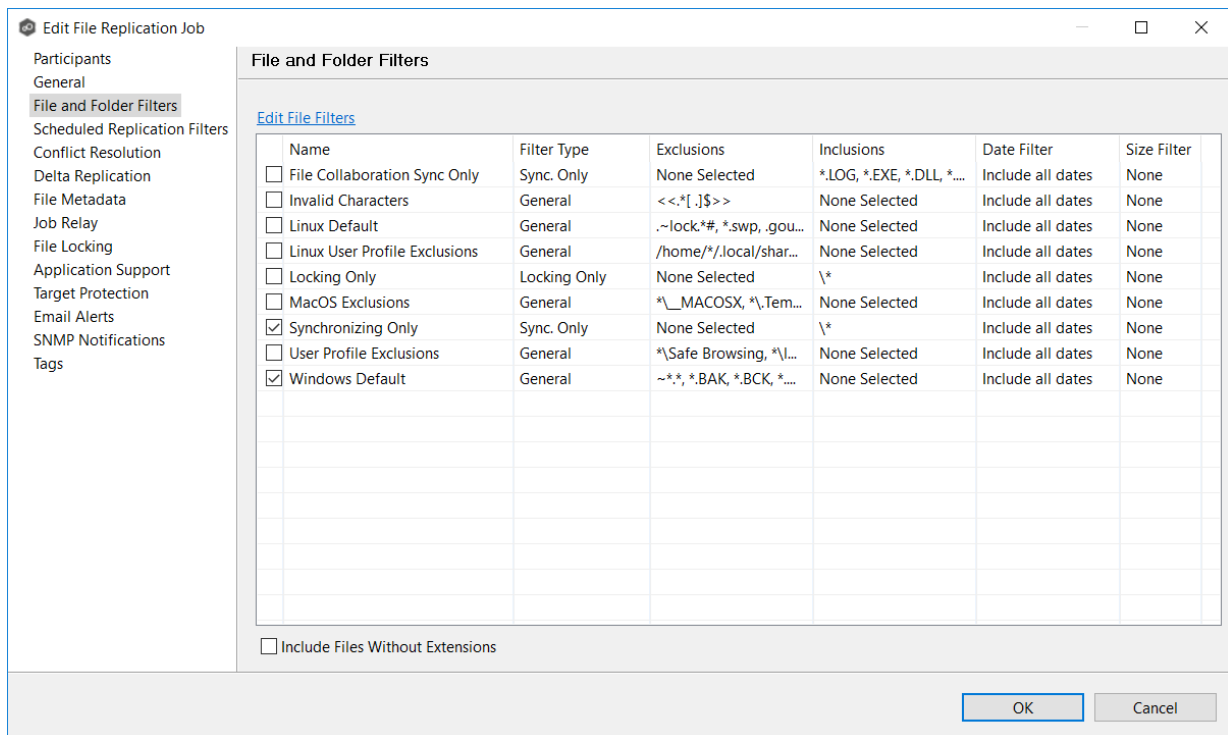 Edit File Replication Job
Participants
General
File and Folder Filters
Scheduled Replication Filters
Conflict Resolution
Delta Replication
File Metadata
Job Relay
File Locking
Application Support
Target Protection
Email Alerts
SNMP Notifications
Tags
File and Folder Filters
Edit File Filters
Name Filter Type Exclusions Inclusions Date Filter Size Filter
File Collaboration Sync Only Sync. Only None Selected *.LOG, *.EXE, *.DLL, *.... Include all dates None
Invalid Characters General <<.*[ .]$>> None Selected Include all dates None
Linux Default General .~lock.*#, *.swp, .gou... None Selected Include all dates None
Linux User Profile Exclusions General /home/*/.local/shar... None Selected Include all dates None
Locking Only Locking Only None Selected \* Include all dates None
MacOS Exclusions General *\__MACOSX, *\.Tem... None Selected Include all dates None
Synchronizing Only Sync. Only None Selected \* Include all dates None
User Profile Exclusions General *\Safe Browsing, *\I... None Selected Include all dates None
Windows Default General ~*.*, *.BAK, *.BCK, *.... None Selected Include all dates None
Include Files Without Extensions
OK Cancel